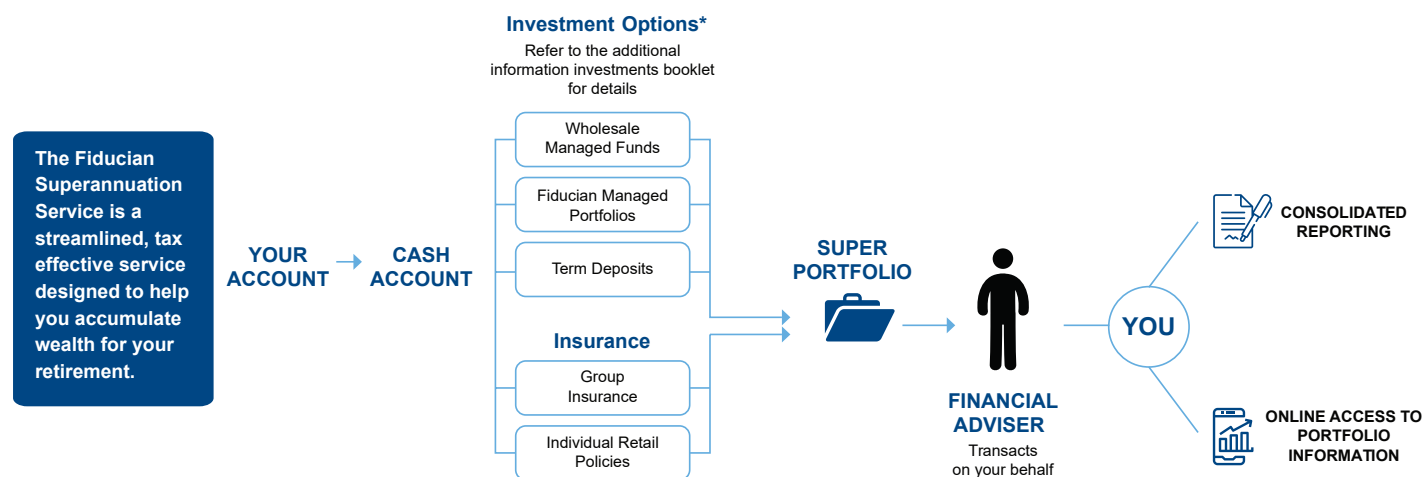 The Fiducian
Superannuation
Service is a
streamlined, tax
effective service
designed to help
you accumulate
wealth for your
retirement.
YOUR
ACCOUNT
CASH
ACCOUNT
Investment Options*
Refer to the additional
information investments booklet
for details
Wholesale
Managed Funds
Fiducian Managed
Portfolios
Term Deposits
Insurance
Group
Insurance
Individual Retail
Policies
SUPER
PORTFOLIO
FINANCIAL
ADVISER
Transacts
on your behalf
YOU
CONSOLIDATED
REPORTING
ONLINE ACCESS TO
PORTFOLIO
INFORMATION